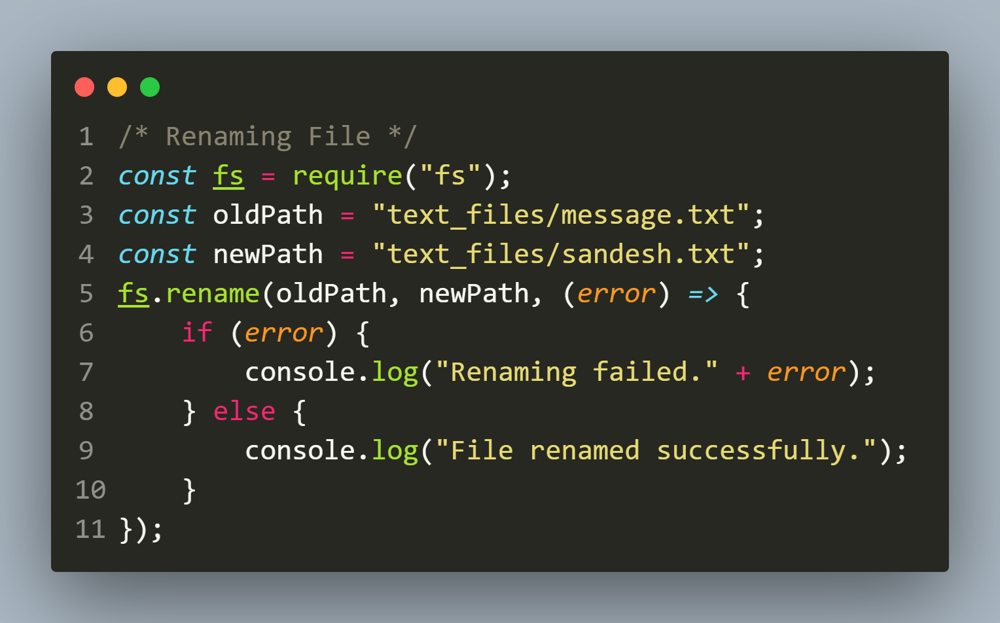 1 /* Renaming File */
2 const fs = require("fs");
3 const oldPath = "text_files/message.txt";
4 const newPath = "text_files/sandesh.txt";
5 fs.rename(oldPath, newPath, (error) => {
6     if (error) {
7         console.log("Renaming failed." + error);
8     } else {
9         console.log("File renamed successfully.");
10     }
11 });